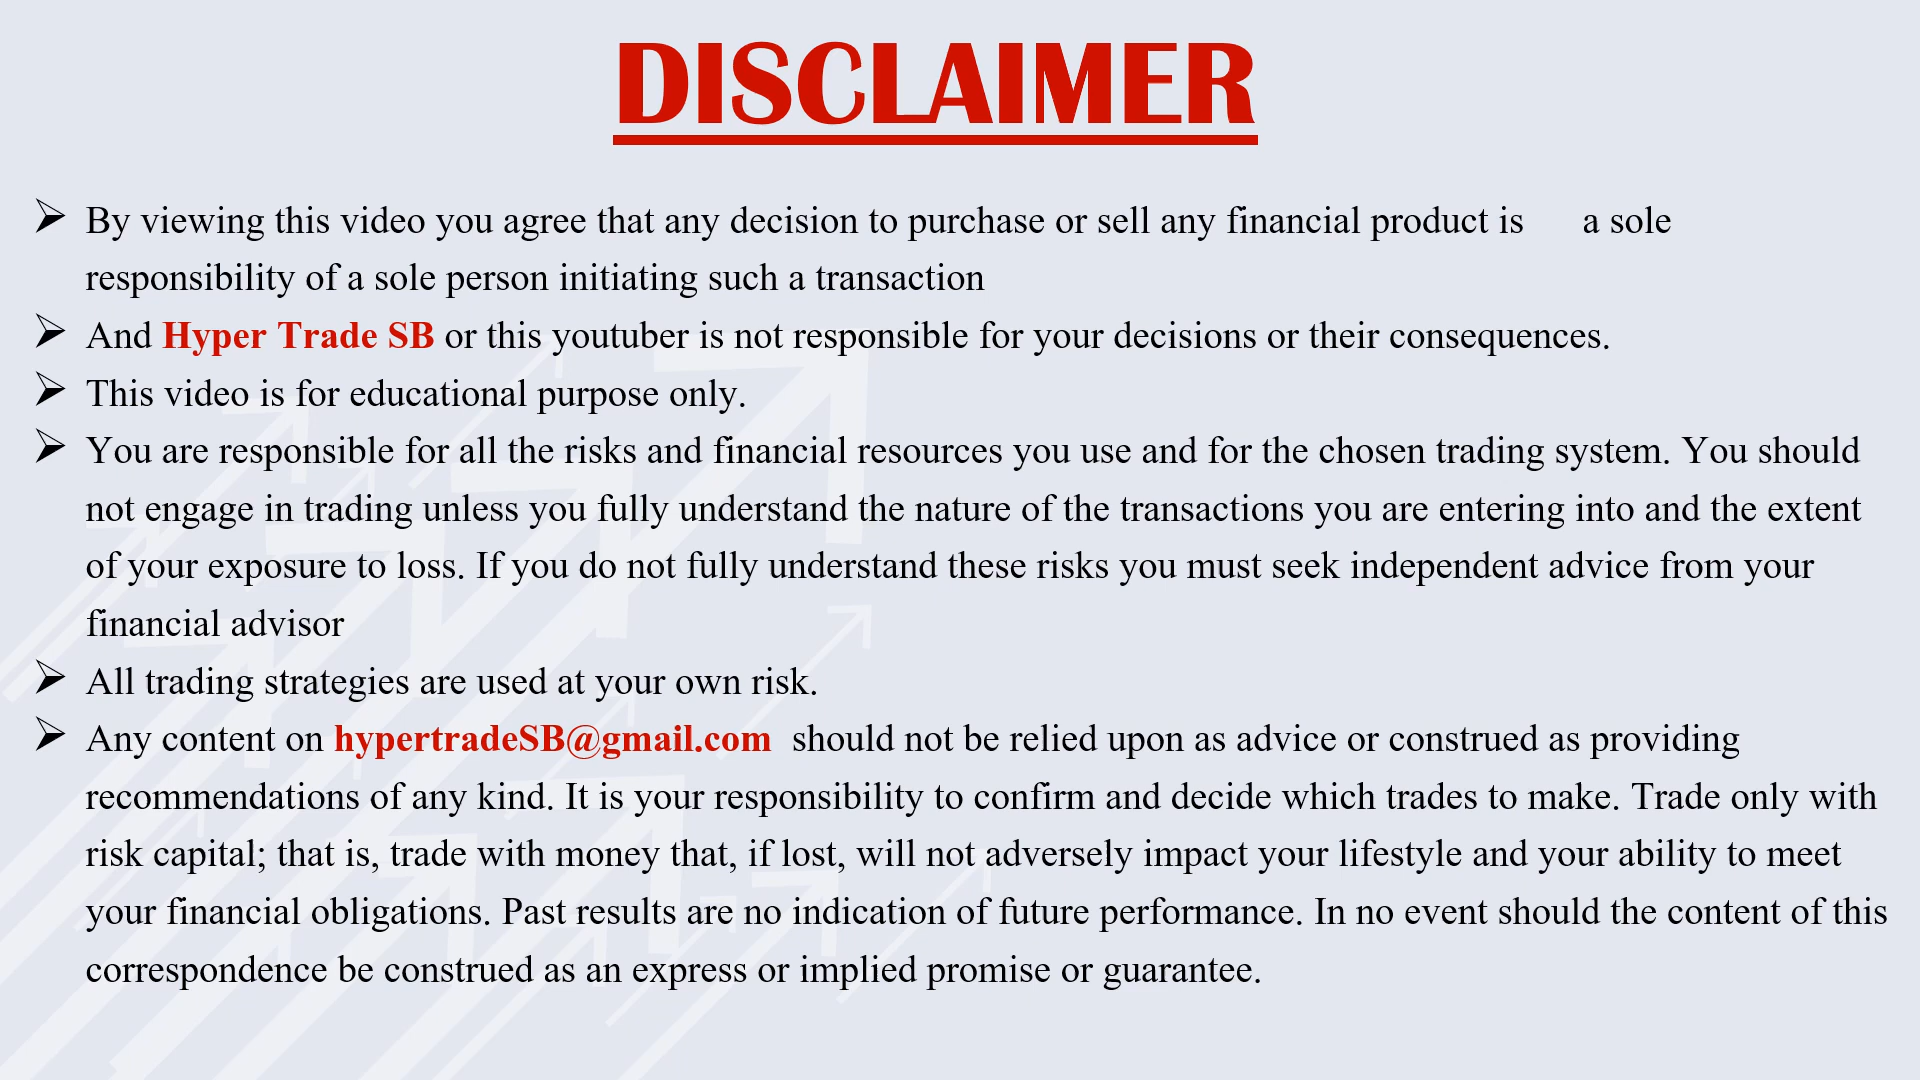 DISCLAIMER
➢ By viewing this video you agree that any decision to purchase or sell any financial product is a sole
responsibility of a sole person initiating such a transaction
➢ And Hyper Trade SB or this youtuber is not responsible for your decisions or their consequences.
➢ This video is for educational purpose only.
➢ You are responsible for all the risks and financial resources you use and for the chosen trading system. You should
not engage in trading unless you fully understand the nature of the transactions you are entering into and the extent
of your exposure to loss. If you do not fully understand these risks you must seek independent advice from your
financial advisor
➢ All trading strategies are used at your own risk.
➢ Any content on hypertradeSB@gmail.com should not be relied upon as advice or construed as providing
recommendations of any kind. It is your responsibility to confirm and decide which trades to make. Trade only with
risk capital; that is, trade with money that, if lost, will not adversely impact your lifestyle and your ability to meet
your financial obligations. Past results are no indication of future performance. In no event should the content of this
correspondence be construed as an express or implied promise or guarantee.